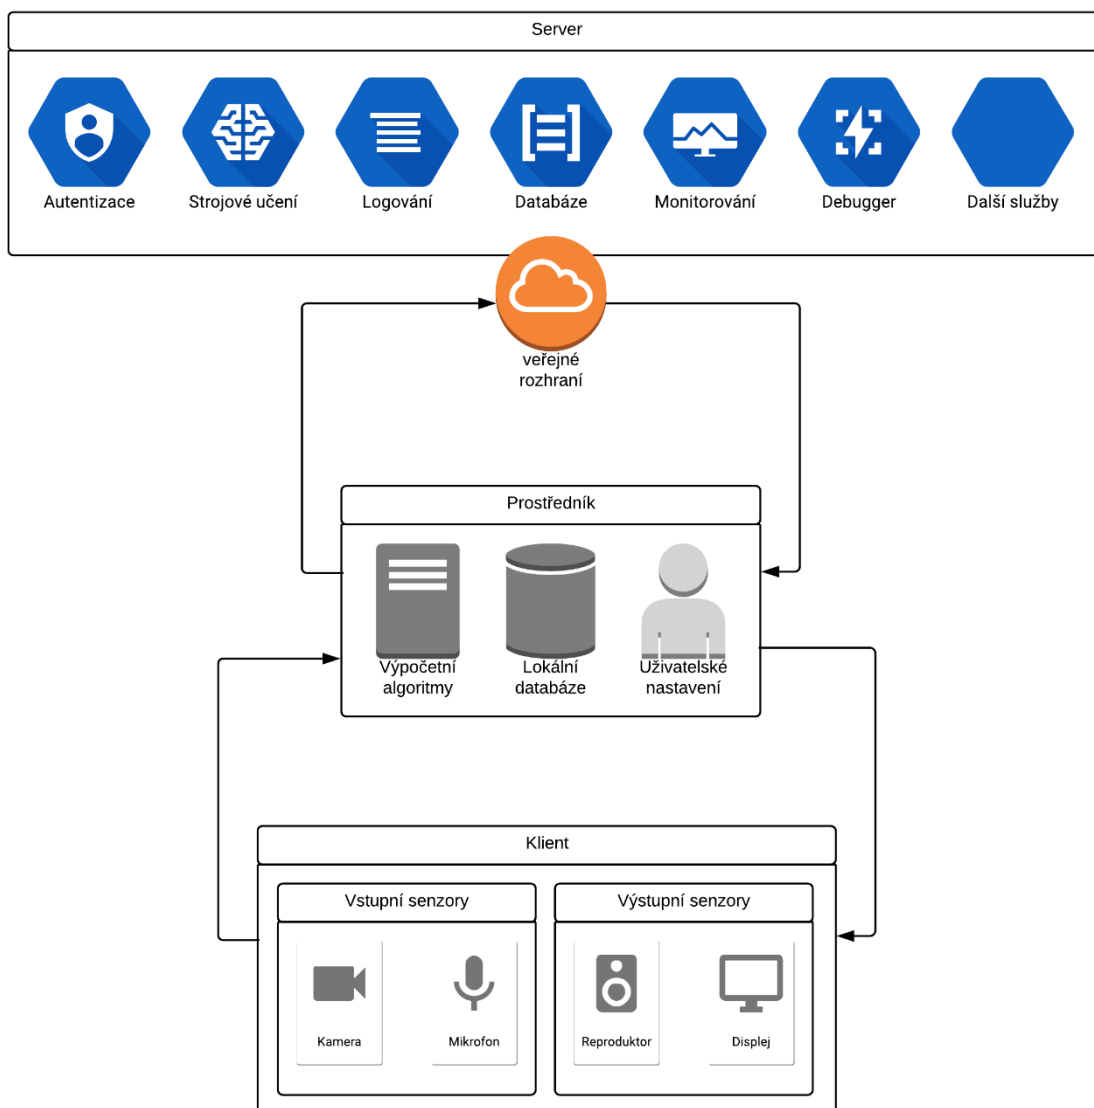 Server
Autentizace
Strojové učení
Logování
Databáze
Monitorování
Debugger
Další služby
veřejné
rozhraní
Prostředník
Výpočetní
algoritmy
Lokální
databáze
Uživatelské
nastavení
Klient
Vstupní senzory
Výstupní senzory
Kamera
Mikrofon
Reproduktor
Displej